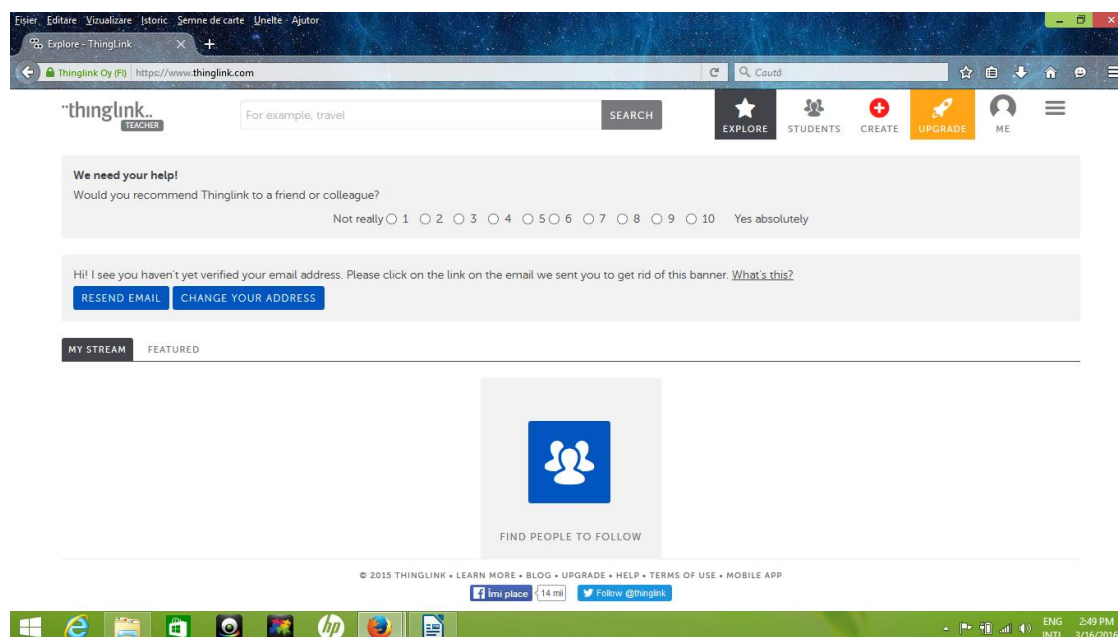 Fișier Editare Vizualizare Istoric Semne de carte Unelte Ajutor
Explore - ThingLink
Thinglink Oy (FI) https://www.thinglink.com Caută
thinglink.. For example, travel SEARCH
TEACHER EXPLORE STUDENTS CREATE UPGRADE ME
We need your help!
Would you recommend Thinglink to a friend or colleague?
Not really 1 2 3 4 5 6 7 8 9 10 Yes absolutely
Hi! I see you haven't yet verified your email address. Please click on the link on the email we sent you to get rid of this banner. What's this?
RESEND EMAIL CHANGE YOUR ADDRESS
MY STREAM FEATURED
FIND PEOPLE TO FOLLOW
© 2015 THINGLINK • LEARN MORE • BLOG • UPGRADE • HELP • TERMS OF USE • MOBILE APP
Îmi place 14 mii Follow @thinglink
hp ENG 2:49 PM
INTL 3/16/2016